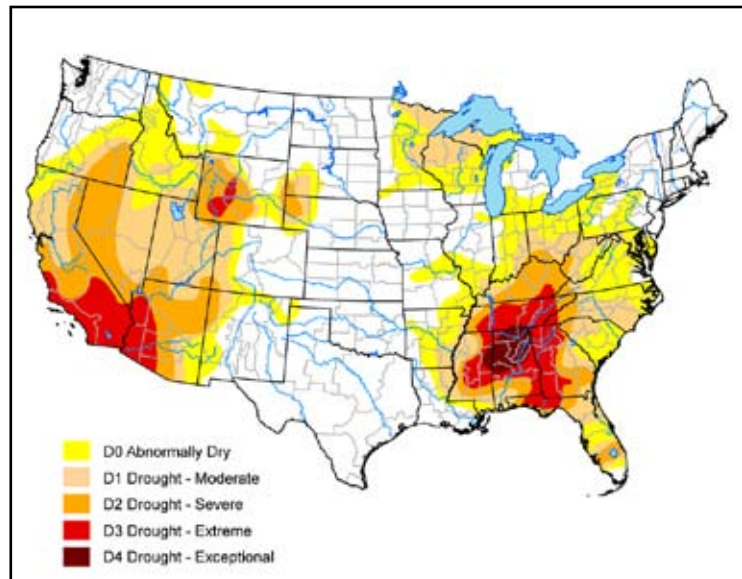 D0 Abnormally Dry
D1 Drought - Moderate
D2 Drought - Severe
D3 Drought - Extreme
D4 Drought - Exceptional